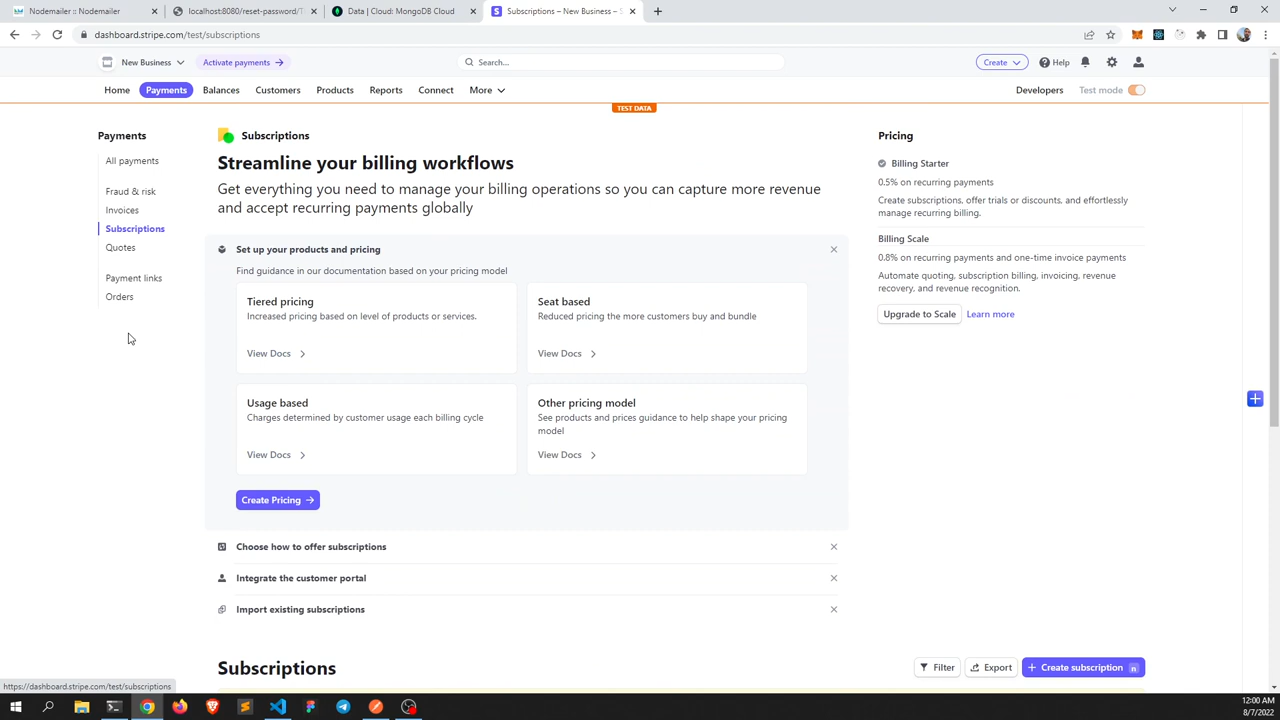 Nodemailer :: Nodemailer
localhost:8080/reset-password/T
Data | Cloud: MongoDB Cloud
Subscriptions – New Business – S
dashboard.stripe.com/test/subscriptions
New Business
Activate payments
Search...
Create
Help
Home
Payments
Balances
Customers
Products
Reports
Connect
More
Developers
Test mode
TEST DATA
Payments
All payments
Fraud & risk
Invoices
Subscriptions
Quotes
Payment links
Orders
Subscriptions
Streamline your billing workflows
Get everything you need to manage your billing operations so you can capture more revenue
and accept recurring payments globally
Set up your products and pricing
Find guidance in our documentation based on your pricing model
Tiered pricing
Increased pricing based on level of products or services.
View Docs
Seat based
Reduced pricing the more customers buy and bundle
View Docs
Usage based
Charges determined by customer usage each billing cycle
View Docs
Other pricing model
See products and prices guidance to help shape your pricing
model
View Docs
Create Pricing
Choose how to offer subscriptions
Integrate the customer portal
Import existing subscriptions
Pricing
Billing Starter
0.5% on recurring payments
Create subscriptions, offer trials or discounts, and effortlessly
manage recurring billing.
Billing Scale
0.8% on recurring payments and one-time invoice payments
Automate quoting, subscription billing, invoicing, revenue
recovery, and revenue recognition.
Upgrade to Scale
Learn more
Subscriptions
Filter
Export
Create subscription
n
https://dashboard.stripe.com/test/subscriptions
12:00 AM
8/7/2022